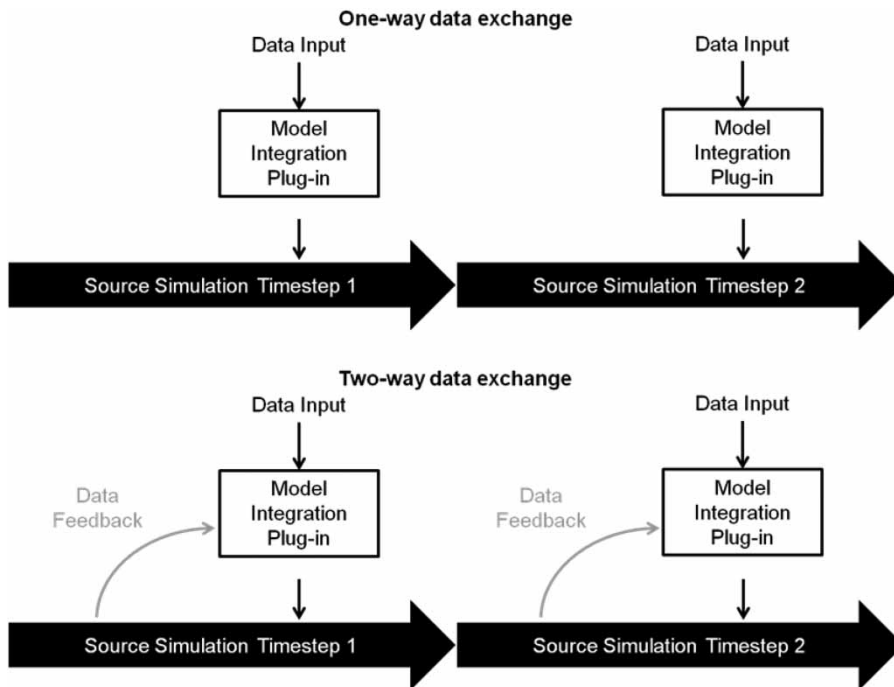 One-way data exchange
Data Input
Data Input
Model
Integration
Plug-in
Model
Integration
Plug-in
Source Simulation Timestep 1
Source Simulation Timestep 2
Two-way data exchange
Data Input
Data Input
Data
Feedback
Model
Integration
Plug-in
Data
Feedback
Model
Integration
Plug-in
Source Simulation Timestep 1
Source Simulation Timestep 2